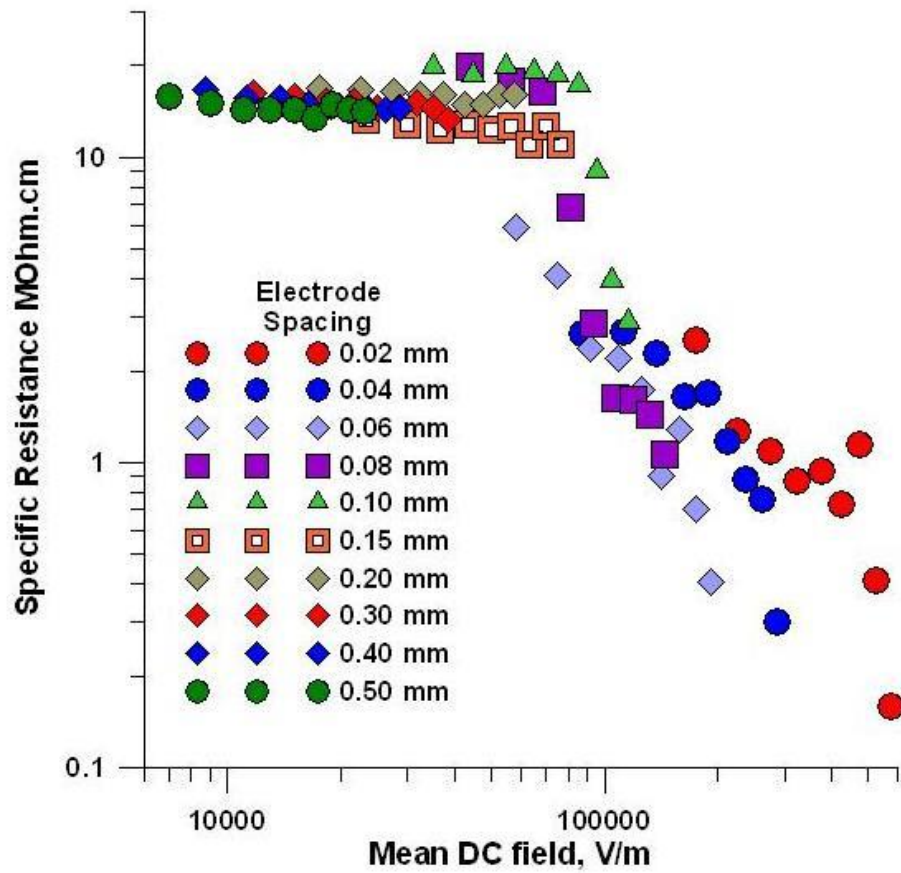 10
1
0.1
Specific Resistance MOhm.cm
Electrode
Spacing
0.02 mm
0.04 mm
0.06 mm
0.08 mm
0.10 mm
0.15 mm
0.20 mm
0.30 mm
0.40 mm
0.50 mm
10000
100000
Mean DC field, V/m